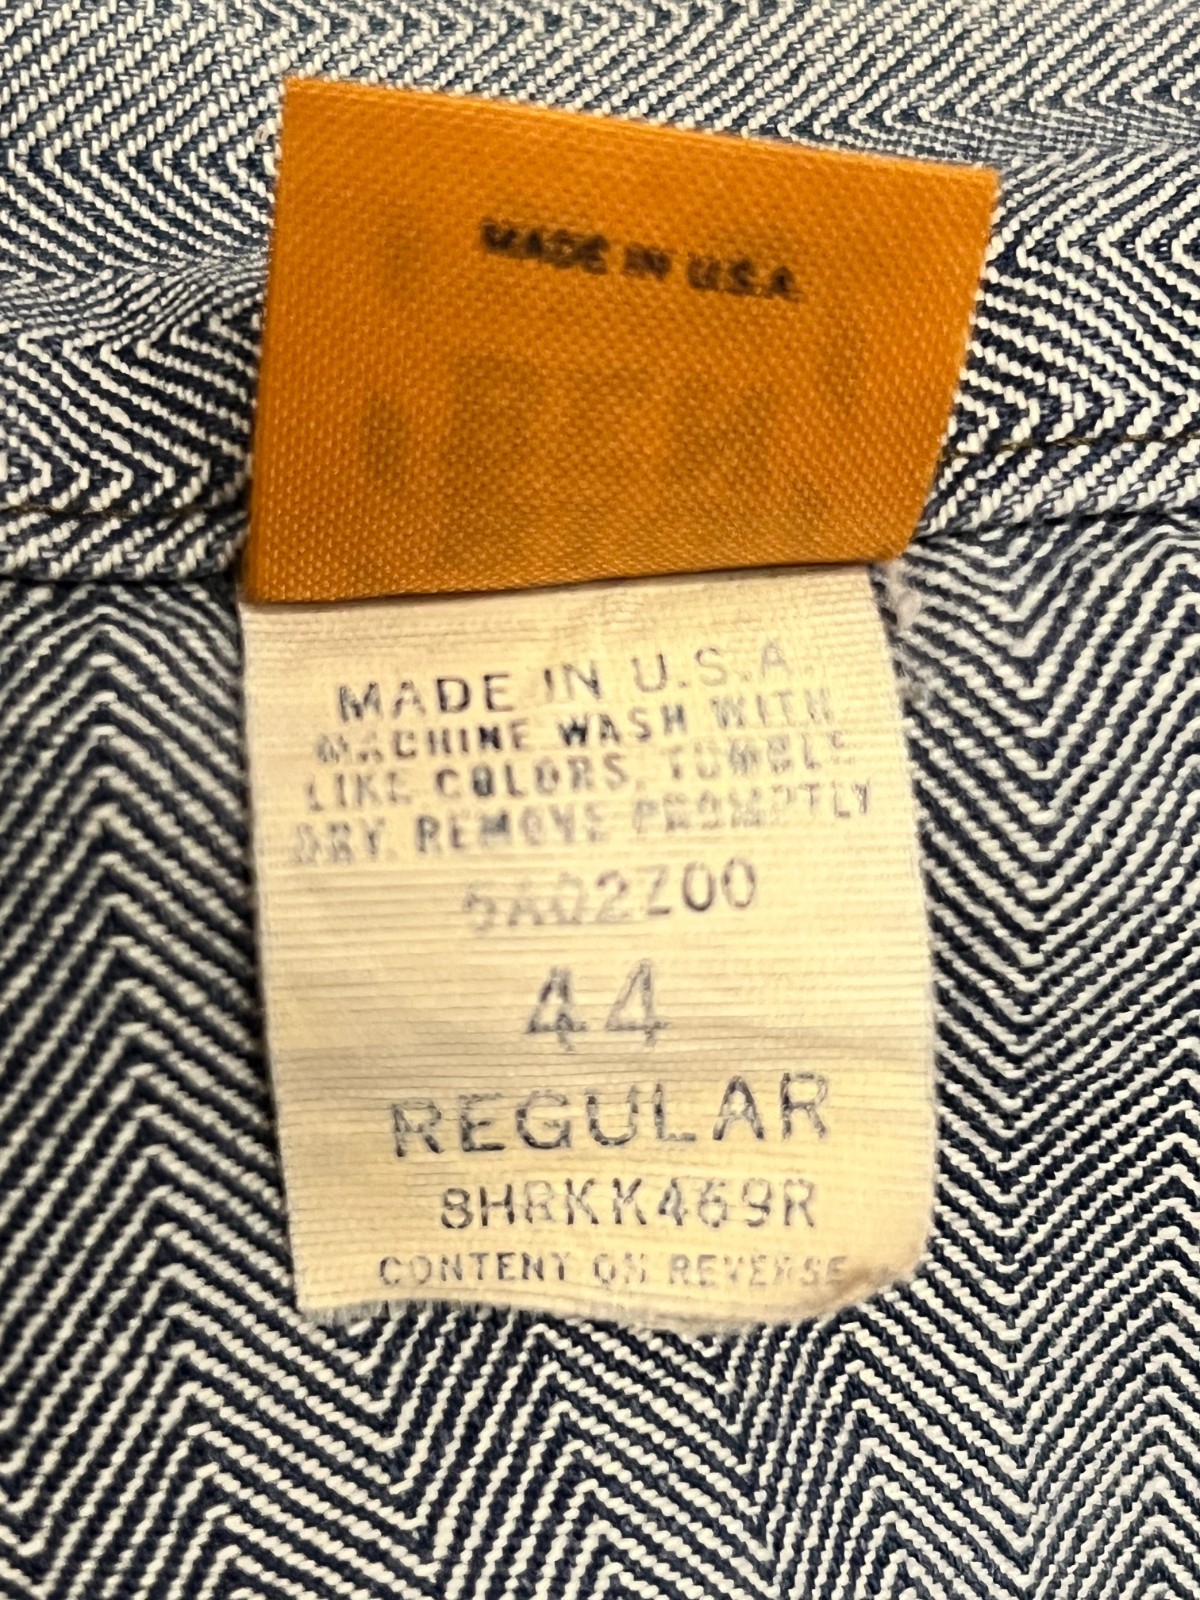 MADE IN U.S.A.
MADE IN U.S.A.
MACHINE WASH WITH
LIKE COLORS, TUMBLE
DRY. REMOVE PROMPTLY
5A02Z00
44
REGULAR
8HRKK469R
CONTENT ON REVERSE